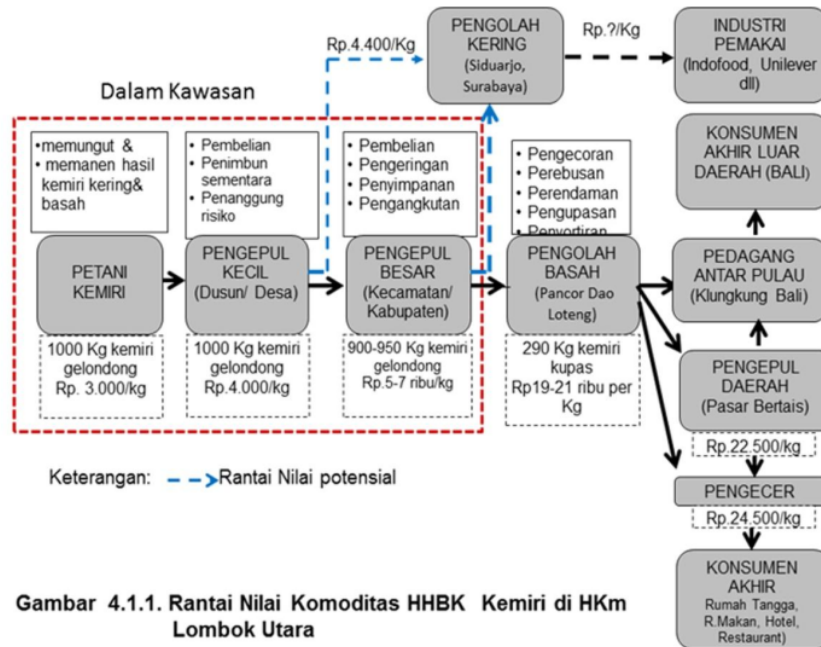 Rp.4.400/Kg
PENGOLAH
KERING
(Siduarjo,
Surabaya)
Rp.?/Kg
INDUSTRI
PEMAKAI
(Indofood, Unilever
dll)
Dalam Kawasan
•memungut &
• memanen hasil
kemiri kering&
basah
• Pembelian
• Penimbun
sementara
• Penanggung
risiko
• Pembelian
• Pengeringan
• Penyimpanan
• Pengangkutan
• Pengecoran
• Perebusan
• Perendaman
• Pengupasan
• Penyortiran
KONSUMEN
AKHIR LUAR
DAERAH (BALI)
PETANI
KEMIRI
PENGEPUL
KECIL
(Dusun/ Desa)
PENGEPUL
BESAR
(Kecamatan/
Kabupaten)
PENGOLAH
BASAH
(Pancor Dao
Loteng)
PEDAGANG
ANTAR PULAU
(Klungkung Bali)
1000 Kg kemiri
gelondong
Rp. 3.000/kg
1000 Kg kemiri
gelondong
Rp.4.000/kg
900-950 Kg kemiri
gelondong
Rp.5-7 ribu/kg
290 Kg kemiri
kupas
Rp19-21 ribu per
Kg
PENGEPUL
DAERAH
(Pasar Bertais)
Rp.22.500/kg
Keterangan:
Rantai Nilai potensial
PENGECER
Rp.24.500/kg
KONSUMEN
AKHIR
Rumah Tangga,
R.Makan, Hotel,
Restaurant)
Gambar 4.1.1. Rantai Nilai Komoditas HHBK Kemiri di HKm
Lombok Utara